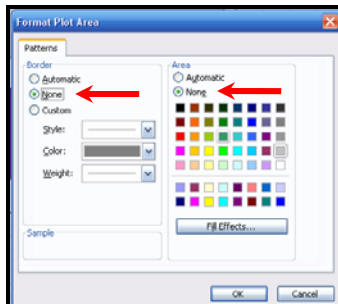 Format Plot Area
Patterns
Border
Automatic
None
Custom
Style:
Color:
Weight:
Sample
Area
Automatic
None
Fill Effects...
OK
Cancel